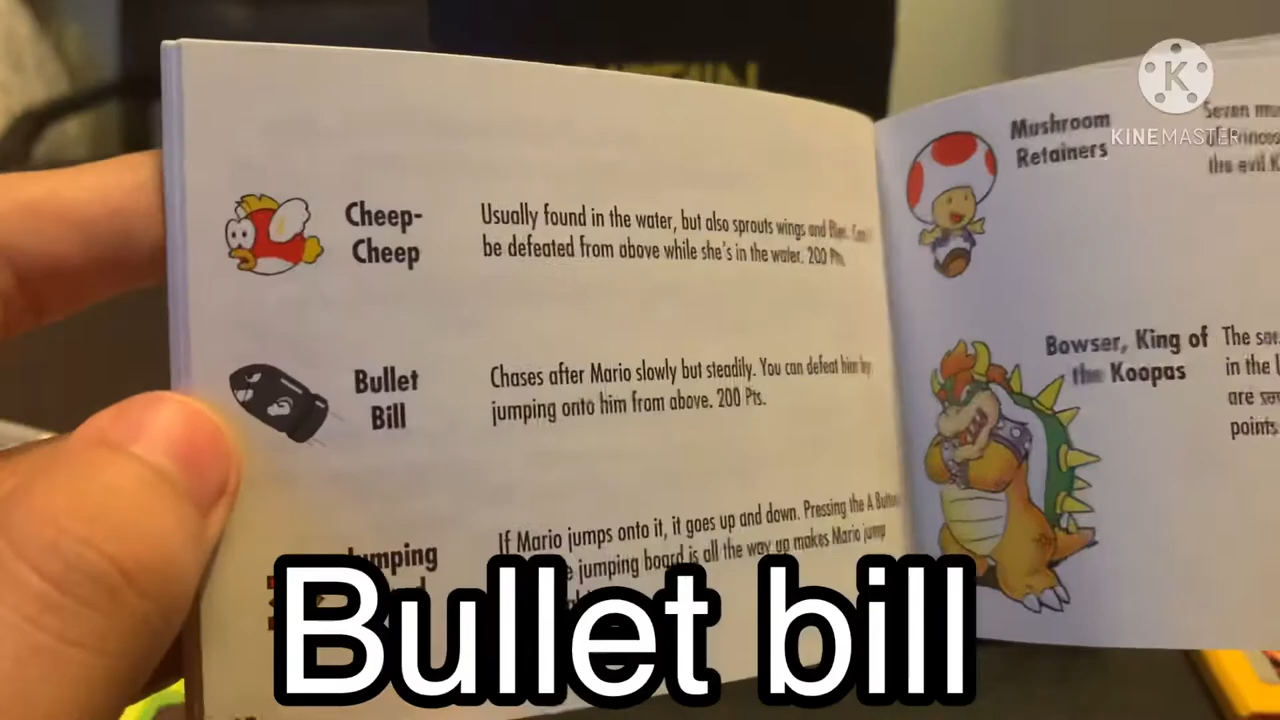 KINEMASTER
Cheep-
Cheep
Usually found in the water, but also sprouts wings and flies.
be defeated from above while she's in the water. 200 Pts.
Bullet
Bill
Chases after Mario slowly but steadily. You can defeat him by
jumping onto him from above. 200 Pts.
If Mario jumps onto it, it goes up and down. Pressing the A Button
jumping board is all the way up makes Mario jump
Mushroom
Retainers
Seven
the evil
Bowser, King of
the Koopas
The
in the
are
points
Bullet bill